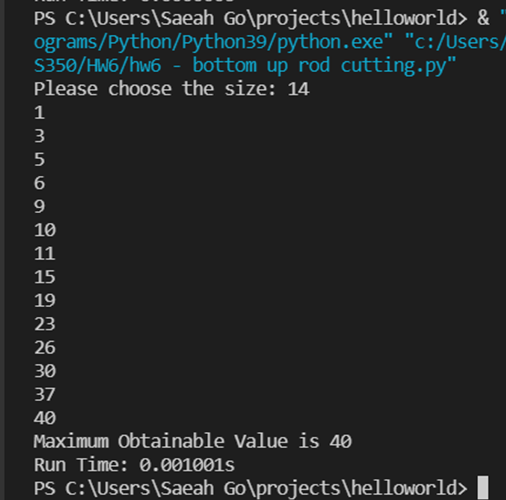 PS C:\Users\Saeah Go\projects\helloworld> & "
ograms/Python/Python39/python.exe" "c:/Users/
S350/HW6/hw6 - bottom up rod cutting.py"
Please choose the size: 14
1
3
5
6
9
10
11
15
19
23
26
30
37
40
Maximum Obtainable Value is 40
Run Time: 0.001001s
PS C:\Users\Saeah Go\projects\helloworld>